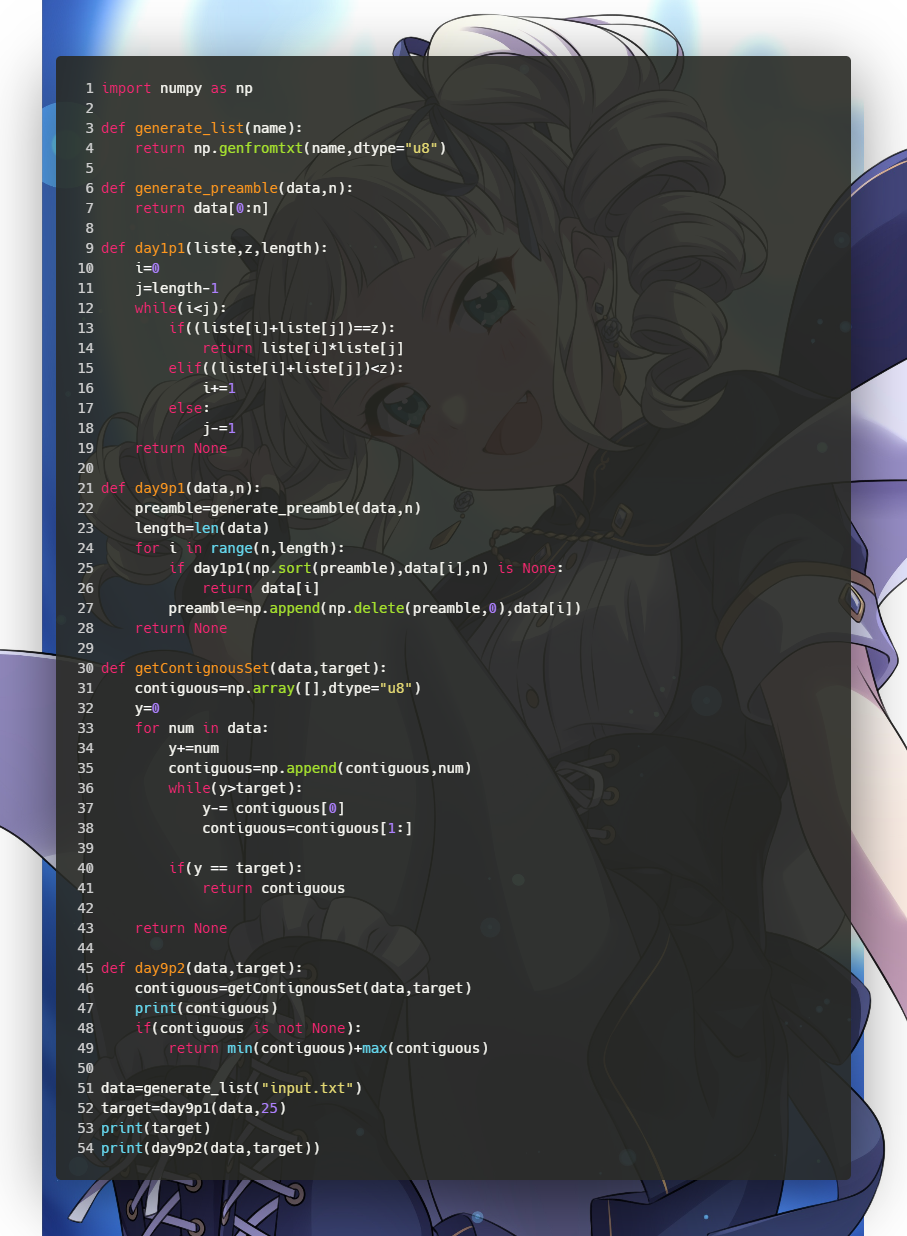 1 import numpy as np
2
3 def generate_list(name):
4     return np.genfromtxt(name,dtype="u8")
5
6 def generate_preamble(data,n):
7     return data[0:n]
8
9 def day1p1(liste,z,length):
10     i=0
11     j=length-1
12     while(i<j):
13         if((liste[i]+liste[j])==z):
14             return liste[i]*liste[j]
15         elif((liste[i]+liste[j])<z):
16             i+=1
17         else:
18             j-=1
19     return None
20
21 def day9p1(data,n):
22     preamble=generate_preamble(data,n)
23     length=len(data)
24     for i in range(n,length):
25         if day1p1(np.sort(preamble),data[i],n) is None:
26             return data[i]
27         preamble=np.append(np.delete(preamble,0),data[i])
28     return None
29
30 def getContignousSet(data,target):
31     contiguous=np.array([],dtype="u8")
32     y=0
33     for num in data:
34         y+=num
35         contiguous=np.append(contiguous,num)
36         while(y>target):
37             y-= contiguous[0]
38             contiguous=contiguous[1:]
39
40         if(y == target):
41             return contiguous
42
43     return None
44
45 def day9p2(data,target):
46     contiguous=getContignousSet(data,target)
47     print(contiguous)
48     if(contiguous is not None):
49         return min(contiguous)+max(contiguous)
50
51 data=generate_list("input.txt")
52 target=day9p1(data,25)
53 print(target)
54 print(day9p2(data,target))